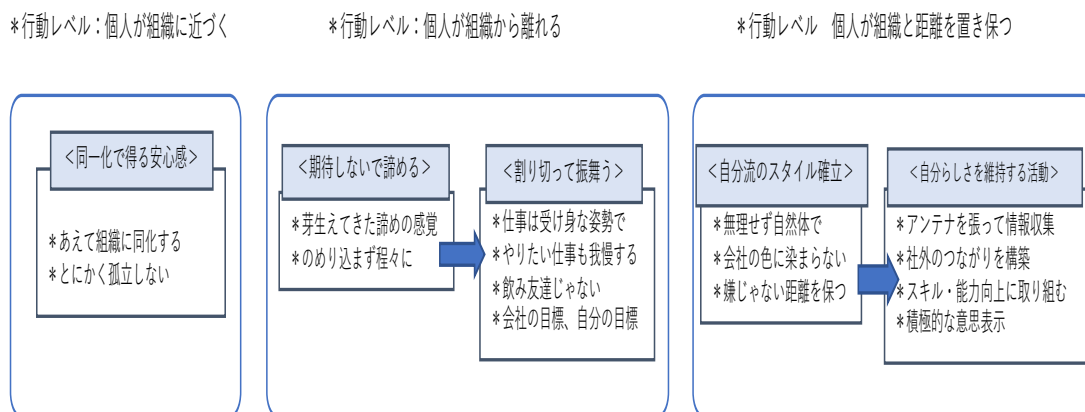 ＊行動レベル：個人が組織に近づく
＊行動レベル：個人が組織から離れる
＊行動レベル　個人が組織と距離を置き保つ
＜同一化で得る安心感＞
＊あえて組織に同化する
＊とにかく孤立しない
＜期待しないで諦める＞
＊芽生えてきた諦めの感覚
＊のめり込まず程々に
＜割り切って振舞う＞
＊仕事は受け身な姿勢で
＊やりたい仕事も我慢する
＊飲み友達じゃない
＊会社の目標、自分の目標
＜自分流のスタイル確立＞
＊無理せず自然体で
＊会社の色に染まらない
＊嫌じゃない距離を保つ
＜自分らしさを維持する活動＞
＊アンテナを張って情報収集
＊社外のつながりを構築
＊スキル・能力向上に取り組む
＊積極的な意思表示